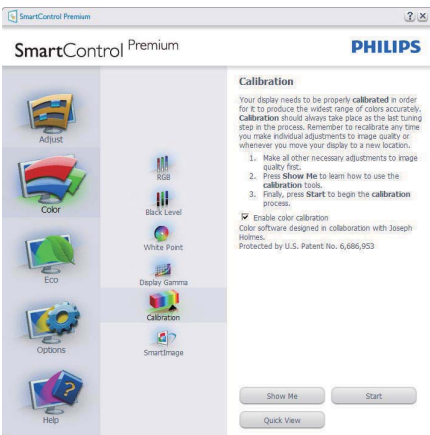 SmartControl Premium
? X
SmartControl Premium
PHILIPS
Adjust
Color
Eco
Options
Help
RGB
Black Level
White Point
Display Gamma
Calibration
SmartImage
Calibration
Your display needs to be properly calibrated in order
for it to produce the widest range of colors accurately.
Calibration should always take place as the last tuning
step in the process. Remember to recalibrate any time
you make individual adjustments to image quality or
whenever you move your display to a new location.
1. Make all other necessary adjustments to image
quality first.
2. Press Show Me to learn how to use the
calibration tools.
3. Finally, press Start to begin the calibration
process.
Enable color calibration
Color software designed in collaboration with Joseph
Holmes.
Protected by U.S. Patent No. 6,686,953
Show Me
Start
Quick View